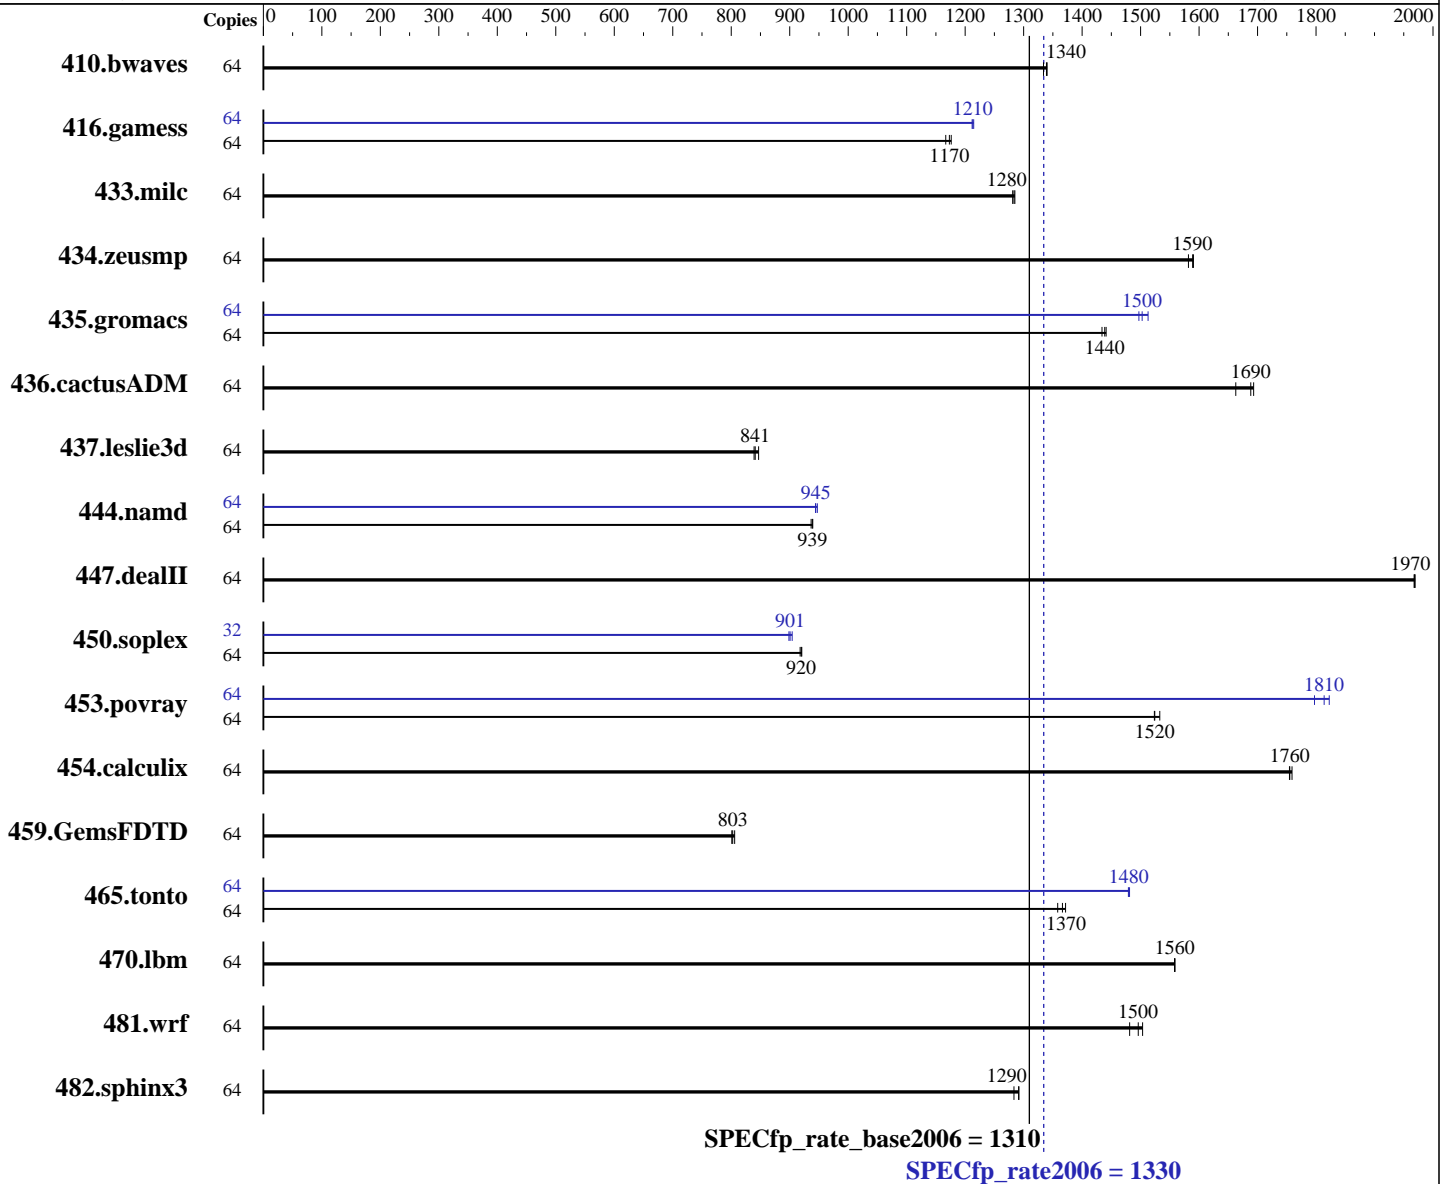 Copies 0 100 200 300 400 500 600 700 800 900 1000 1100 1200 1300 1400 1500 1600 1700 1800 2000
410.bwaves 64 1340
416.gamess 64 1210
64 1170
433.milc 64 1280
434.zeusmp 64 1590
435.gromacs 64 1500
64 1440
436.cactusADM 64 1690
437.leslie3d 64 841
444.namd 64 945
64 939
447.dealII 64 1970
450.soplex 32 901
64 920
453.povray 64 1810
64 1520
454.calculix 64 1760
459.GemsFDTD 64 803
465.tonto 64 1480
64 1370
470.lbm 64 1560
481.wrf 64 1500
482.sphinx3 64 1290
SPECfp_rate_base2006 = 1310
SPECfp_rate2006 = 1330